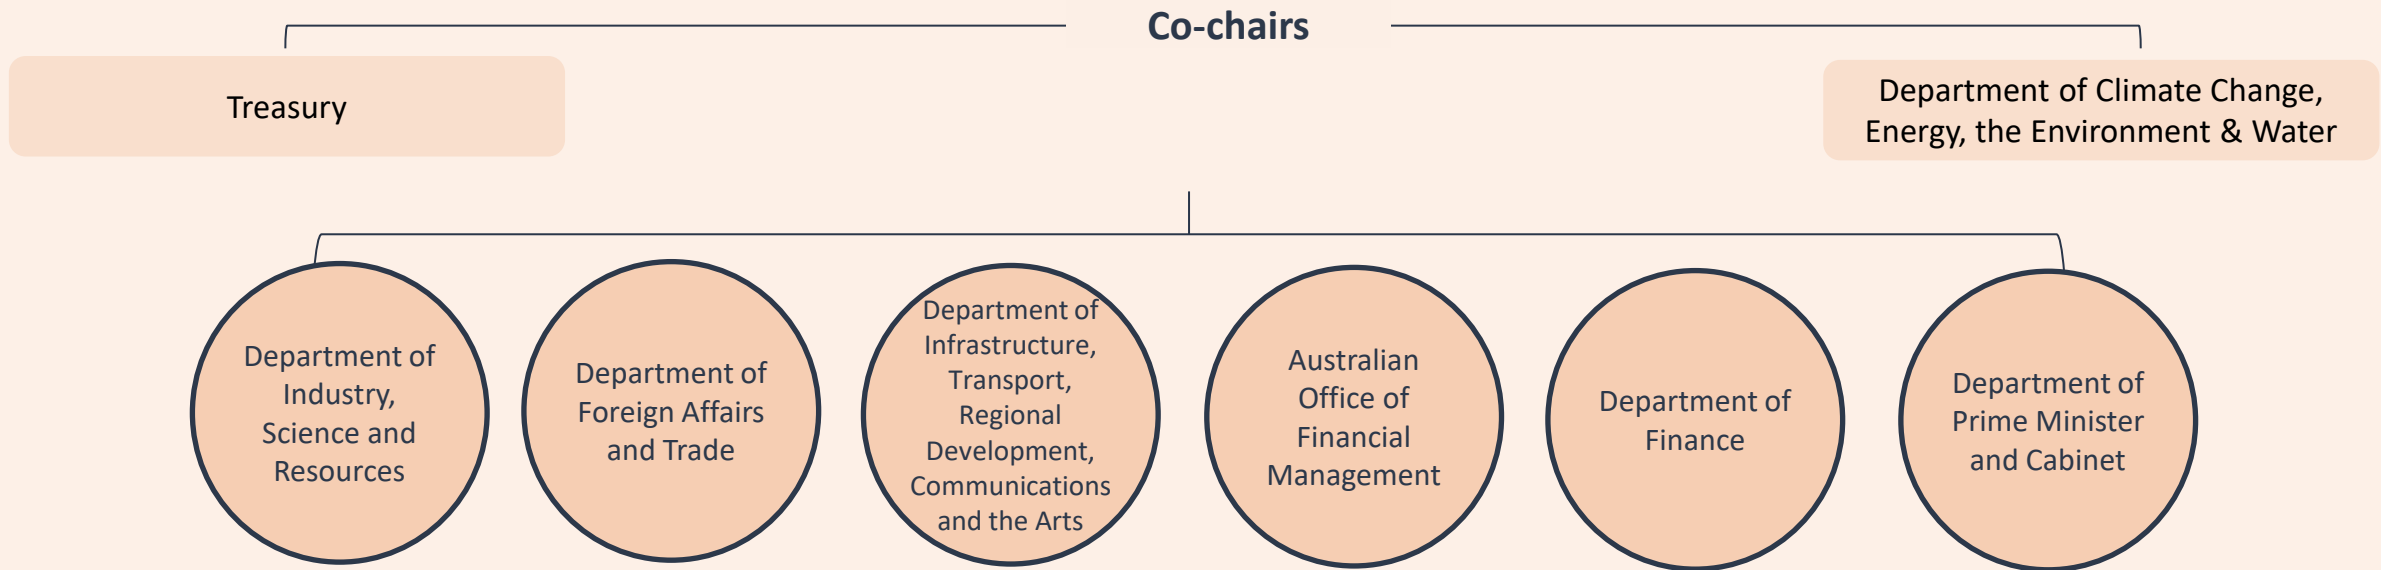 Co-chairs
Treasury
Department of Climate Change,
Energy, the Environment & Water
Department of
Industry,
Science and
Resources
Department of
Foreign Affairs
and Trade
Department of
Infrastructure,
Transport,
Regional
Development,
Communications
and the Arts
Australian
Office of
Financial
Management
Department of
Finance
Department of
Prime Minister
and Cabinet